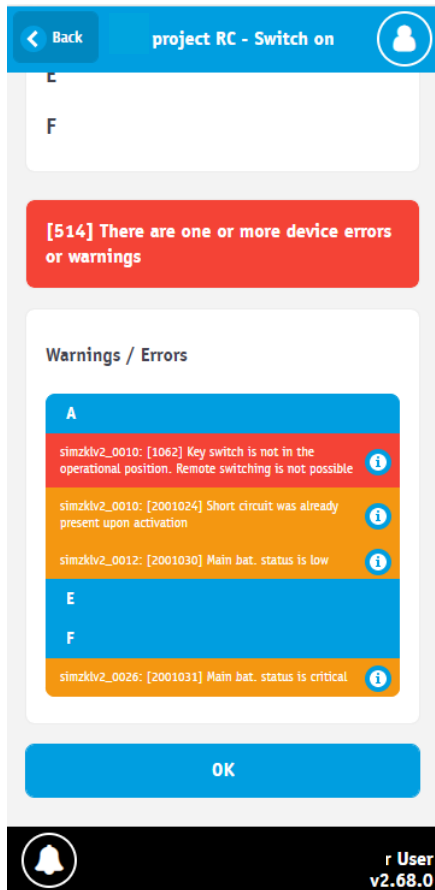 Back
project RC - Switch on
E
F
[514] There are one or more device errors
or warnings
Warnings / Errors
A
simzklv2_0010: [1062] Key switch is not in the
operational position. Remote switching is not possible
simzklv2_0010: [2001024] Short circuit was already
present upon activation
simzklv2_0012: [2001030] Main bat. status is low
E
F
simzklv2_0026: [2001031] Main bat. status is critical
OK
r User
v2.68.0